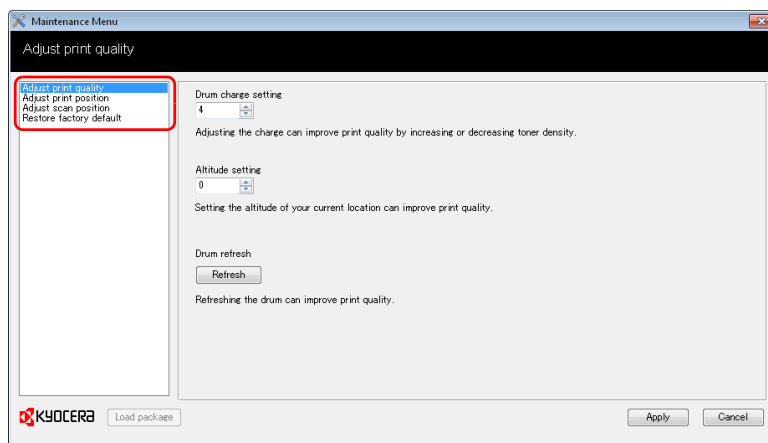 Maintenance Menu
Adjust print quality
Adjust print quality
Adjust print position
Adjust scan position
Restore factory default
Drum charge setting
4
Adjusting the charge can improve print quality by increasing or decreasing toner density.
Altitude setting
0
Setting the altitude of your current location can improve print quality.
Drum refresh
Refresh
Refreshing the drum can improve print quality.
KYOCERA
Load package
Apply
Cancel